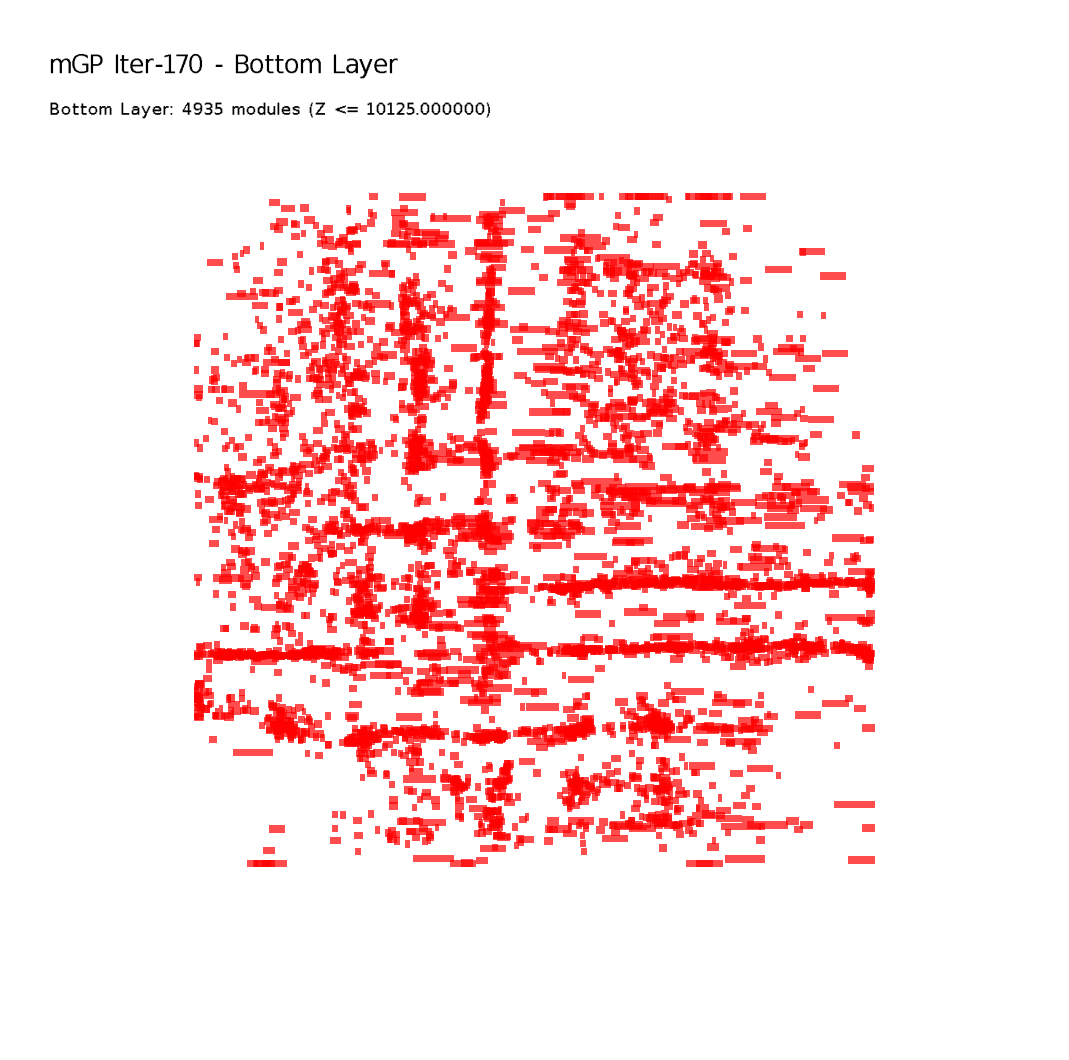 mGP Iter-170 - Bottom Layer
Bottom Layer: 4935 modules (Z <= 10125.000000)